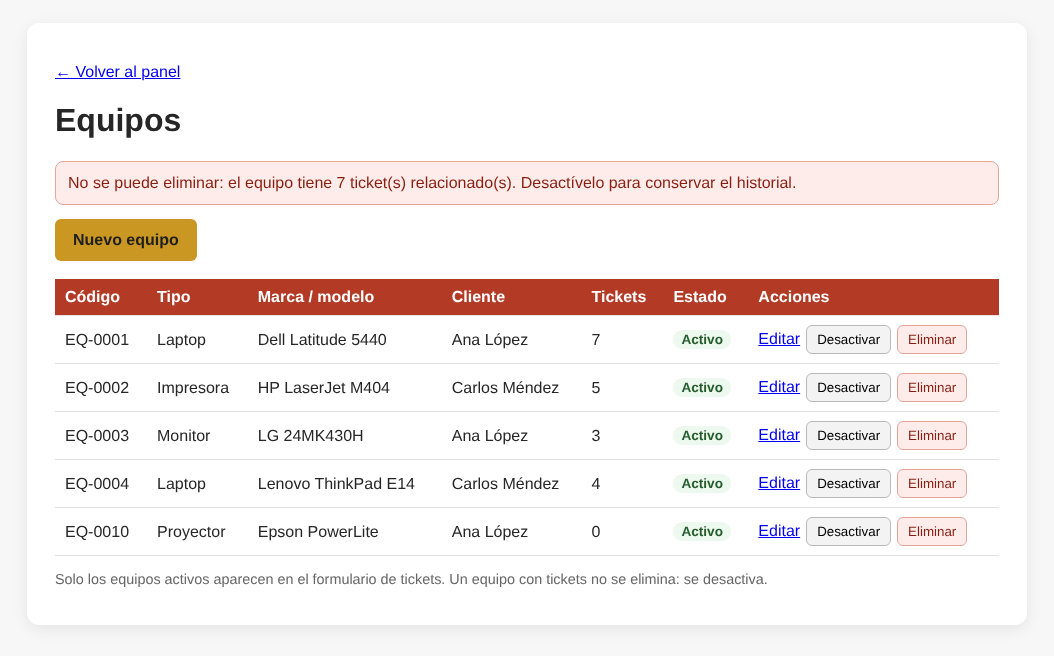 ← Volver al panel
Equipos
No se puede eliminar: el equipo tiene 7 ticket(s) relacionado(s). Desactívelo para conservar el historial.
Nuevo equipo
Código Tipo Marca / modelo Cliente Tickets Estado Acciones
EQ-0001 Laptop Dell Latitude 5440 Ana López 7 Activo Editar Desactivar Eliminar
EQ-0002 Impresora HP LaserJet M404 Carlos Méndez 5 Activo Editar Desactivar Eliminar
EQ-0003 Monitor LG 24MK430H Ana López 3 Activo Editar Desactivar Eliminar
EQ-0004 Laptop Lenovo ThinkPad E14 Carlos Méndez 4 Activo Editar Desactivar Eliminar
EQ-0010 Proyector Epson PowerLite Ana López 0 Activo Editar Desactivar Eliminar
Solo los equipos activos aparecen en el formulario de tickets. Un equipo con tickets no se elimina: se desactiva.